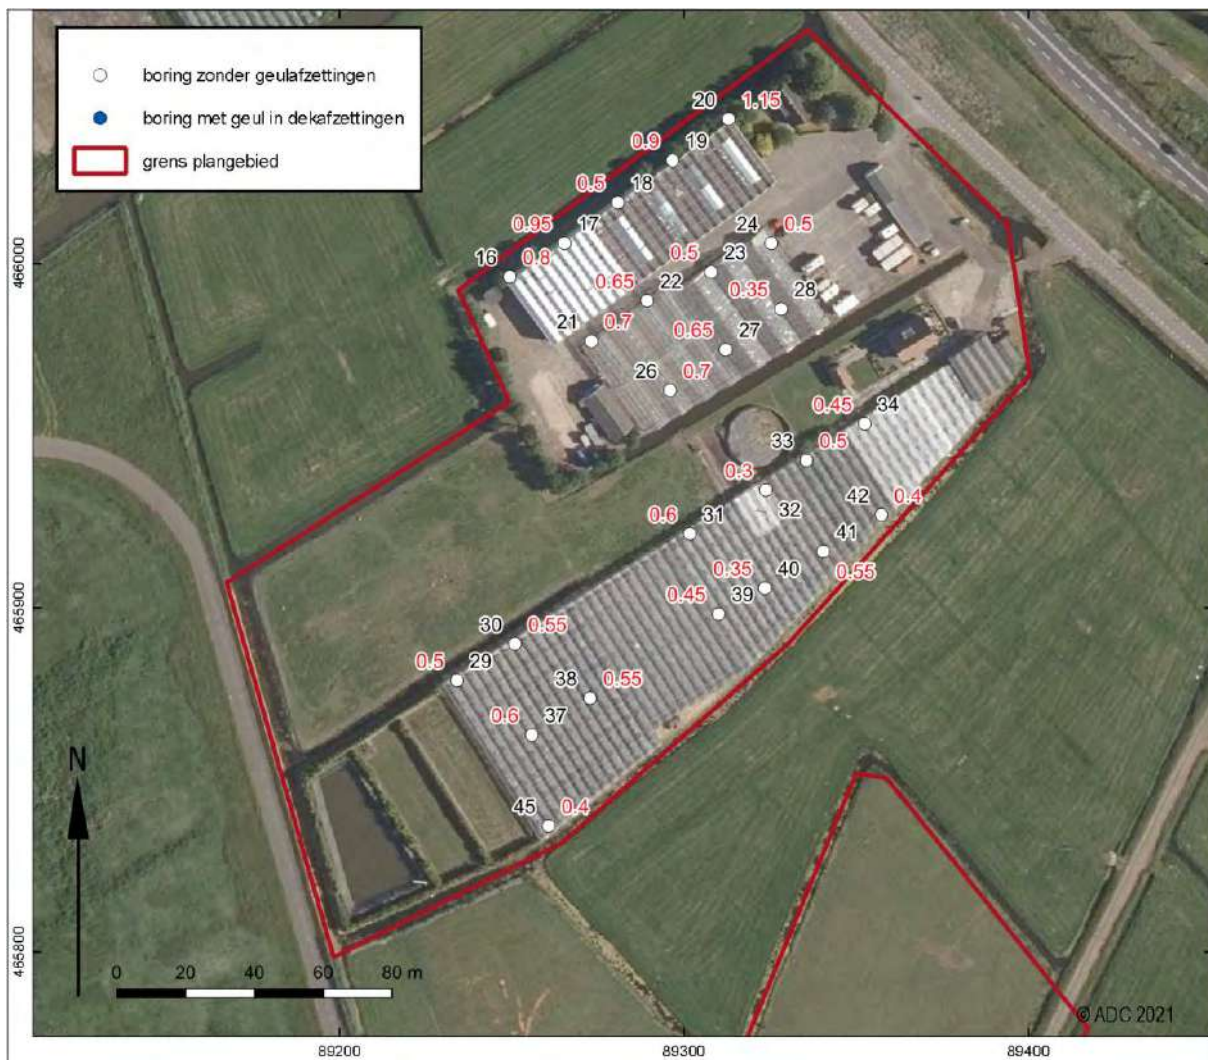 boring zonder geulafzettingen
boring met geul in dekafzettingen
grens plangebied
20 1.15
0.9 19
0.5 18
0.95 17 24 0.5
16 0.8 0.5 23
0.65 22 0.35 28
21 0.7 0.65 27
26 0.7
0.45 34
33 0.5
0.3 32
0.6 31 42 0.4
41 0.55
0.35 40
0.45 39
30 0.55
0.5 29
38 0.55
0.6 37
45 0.4
466000
465900
465800
N
0 20 40 60 80 m
© ADC 2021
89200 89300 89400